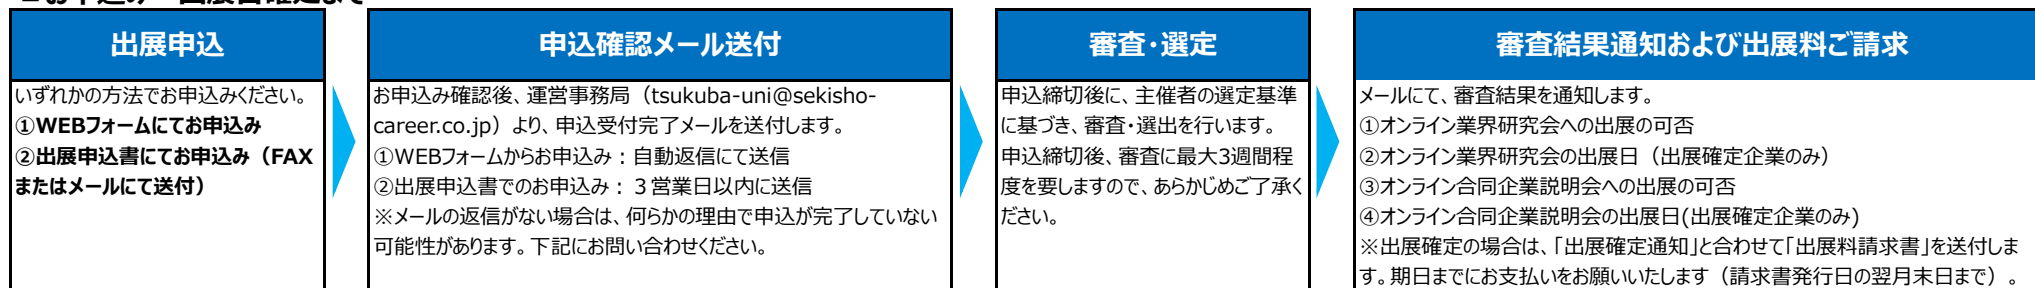 出展申込
いずれかの方法でお申込みください。
①WEBフォームにてお申込み
②出展申込書にてお申込み（FAX
またはメールにて送付）
申込確認メール送付
お申込み確認後、運営事務局（tsukuba-uni@sekisho-
career.co.jp）より、申込受付完了メールを送付します。
①WEBフォームからお申込み：自動返信にて送信
②出展申込書でのお申込み：３営業日以内に送信
※メールの返信がない場合は、何らかの理由で申込が完了していない
可能性があります。下記にお問い合わせください。
審査・選定
申込締切後に、主催者の選定基準
に基づき、審査・選出を行います。
申込締切後、審査に最大3週間程
度を要しますので、あらかじめご了承く
ださい。
審査結果通知および出展料ご請求
メールにて、審査結果を通知します。
①オンライン業界研究会への出展の可否
②オンライン業界研究会の出展日（出展確定企業のみ）
③オンライン合同企業説明会への出展の可否
④オンライン合同企業説明会の出展日(出展確定企業のみ)
※出展確定の場合は、「出展確定通知」と合わせて「出展料請求書」を送付しま
す。期日までにお支払いをお願いいたします（請求書発行日の翌月末日まで）。